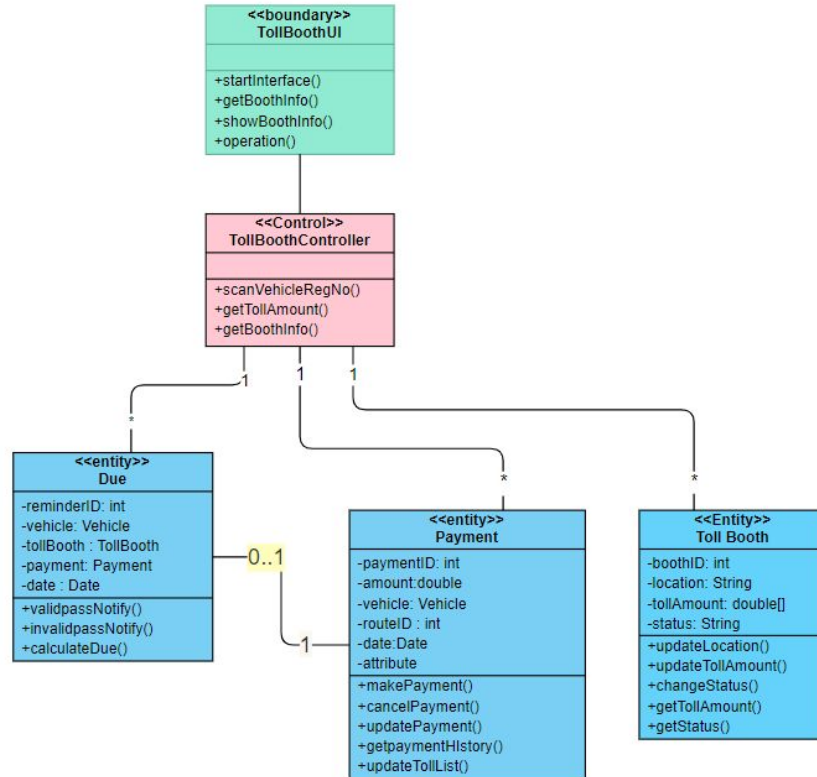 <<boundary>>
TollBoothUI
+startInterface()
+getBoothInfo()
+showBoothInfo()
+operation()
<<Control>>
TollBoothController
+scanVehicleRegNo()
+getTollAmount()
+getBoothInfo()
1
1
1
*
*
*
<<entity>>
Due
-reminderID: int
-vehicle: Vehicle
-tollBooth : TollBooth
-payment: Payment
-date : Date
+validpassNotify()
+invalidpassNotify()
+calculateDue()
0..1
1
<<entity>>
Payment
-paymentID: int
-amount:double
-vehicle: Vehicle
-routeID : int
-date:Date
-attribute
+makePayment()
+cancelPayment()
+updatePayment()
+getpaymentHIstory()
+updateTollList()
<<Entity>>
Toll Booth
-boothID: int
-location: String
-tollAmount: double[]
-status: String
+updateLocation()
+updateTollAmount()
+changeStatus()
+getTollAmount()
+getStatus()